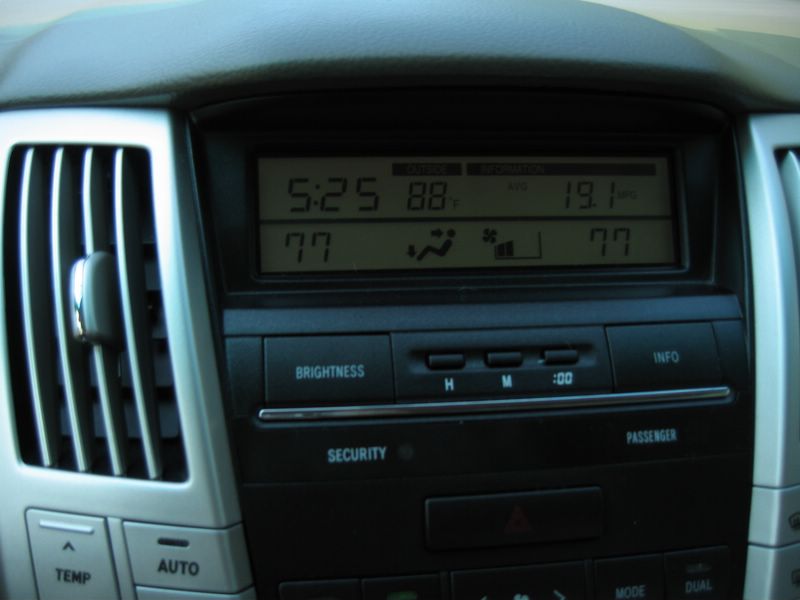 OUTSIDE INFORMATION
5:25 88°F AVG 19.1 MPG
77 77
BRIGHTNESS H M :00 INFO
SECURITY PASSENGER
TEMP AUTO MODE DUAL